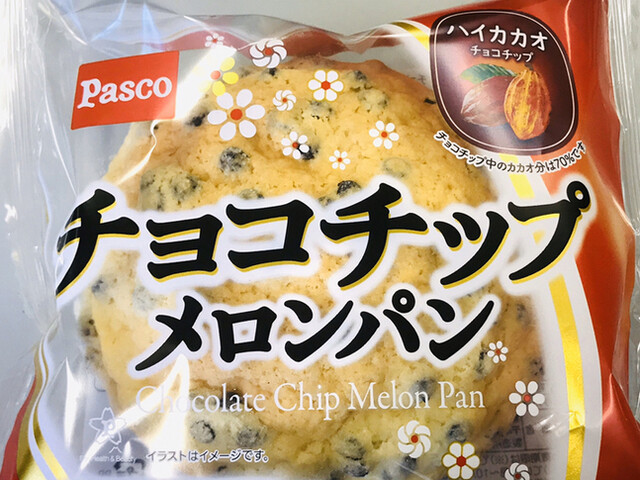 Pasco
ハイカカオ
チョコチップ
チョコチップ中のカカオ分は70%です
チョコチップ
メロンパン
Chocolate Chip Melon Pan
イラストはイメージです。